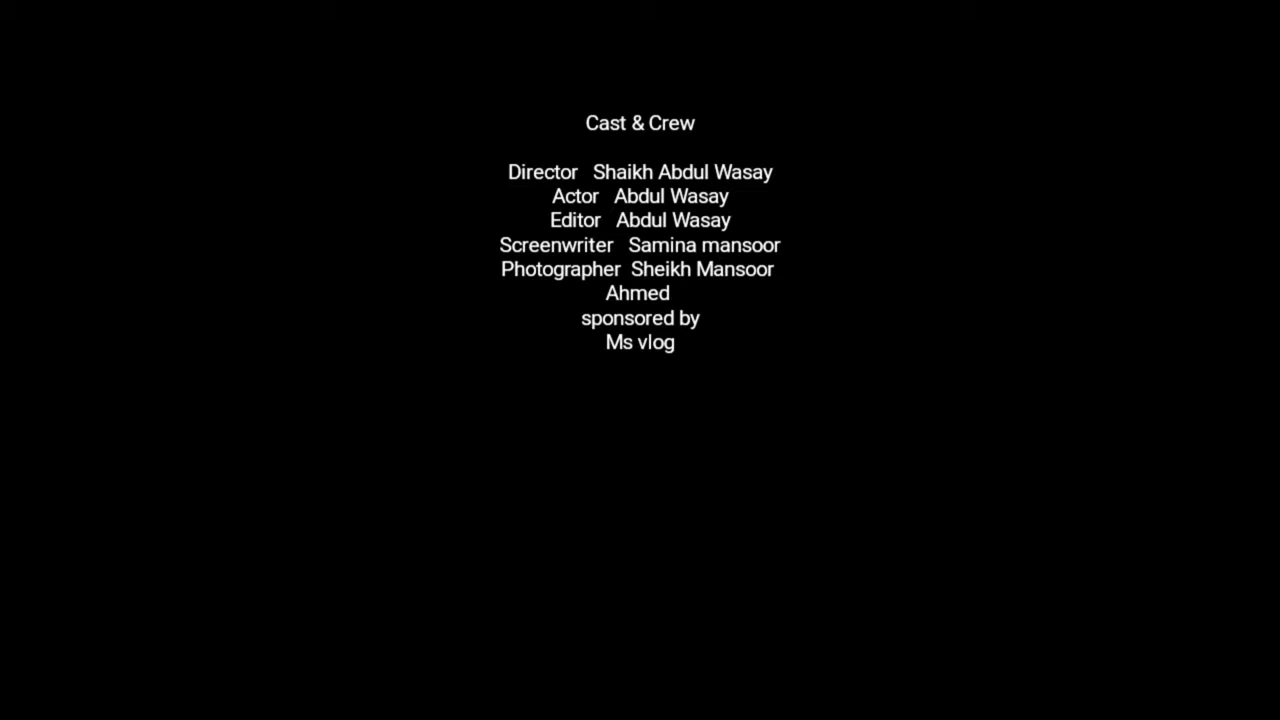 Cast & Crew
Director Shaikh Abdul Wasay
Actor Abdul Wasay
Editor Abdul Wasay
Screenwriter Samina mansoor
Photographer Sheikh Mansoor
Ahmed
sponsored by
Ms vlog